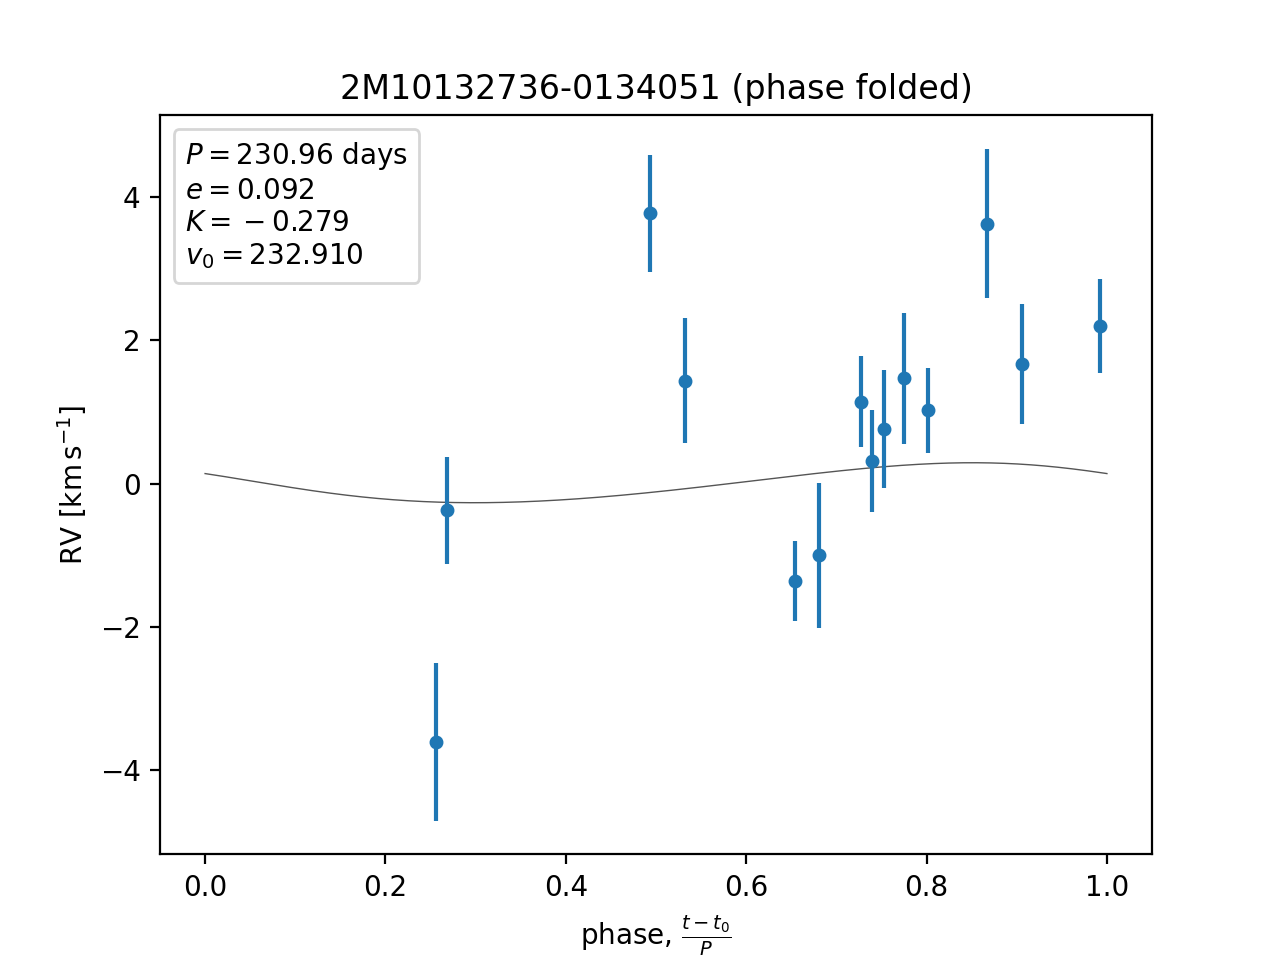 2M10132736-0134051 (phase folded)
P = 230.96 days
e = 0.092
K = −0.279
v₀ = 232.910
4
2
0
−2
−4
RV [km s⁻¹]
0.0 0.2 0.4 0.6 0.8 1.0
phase, (t − t₀)/P